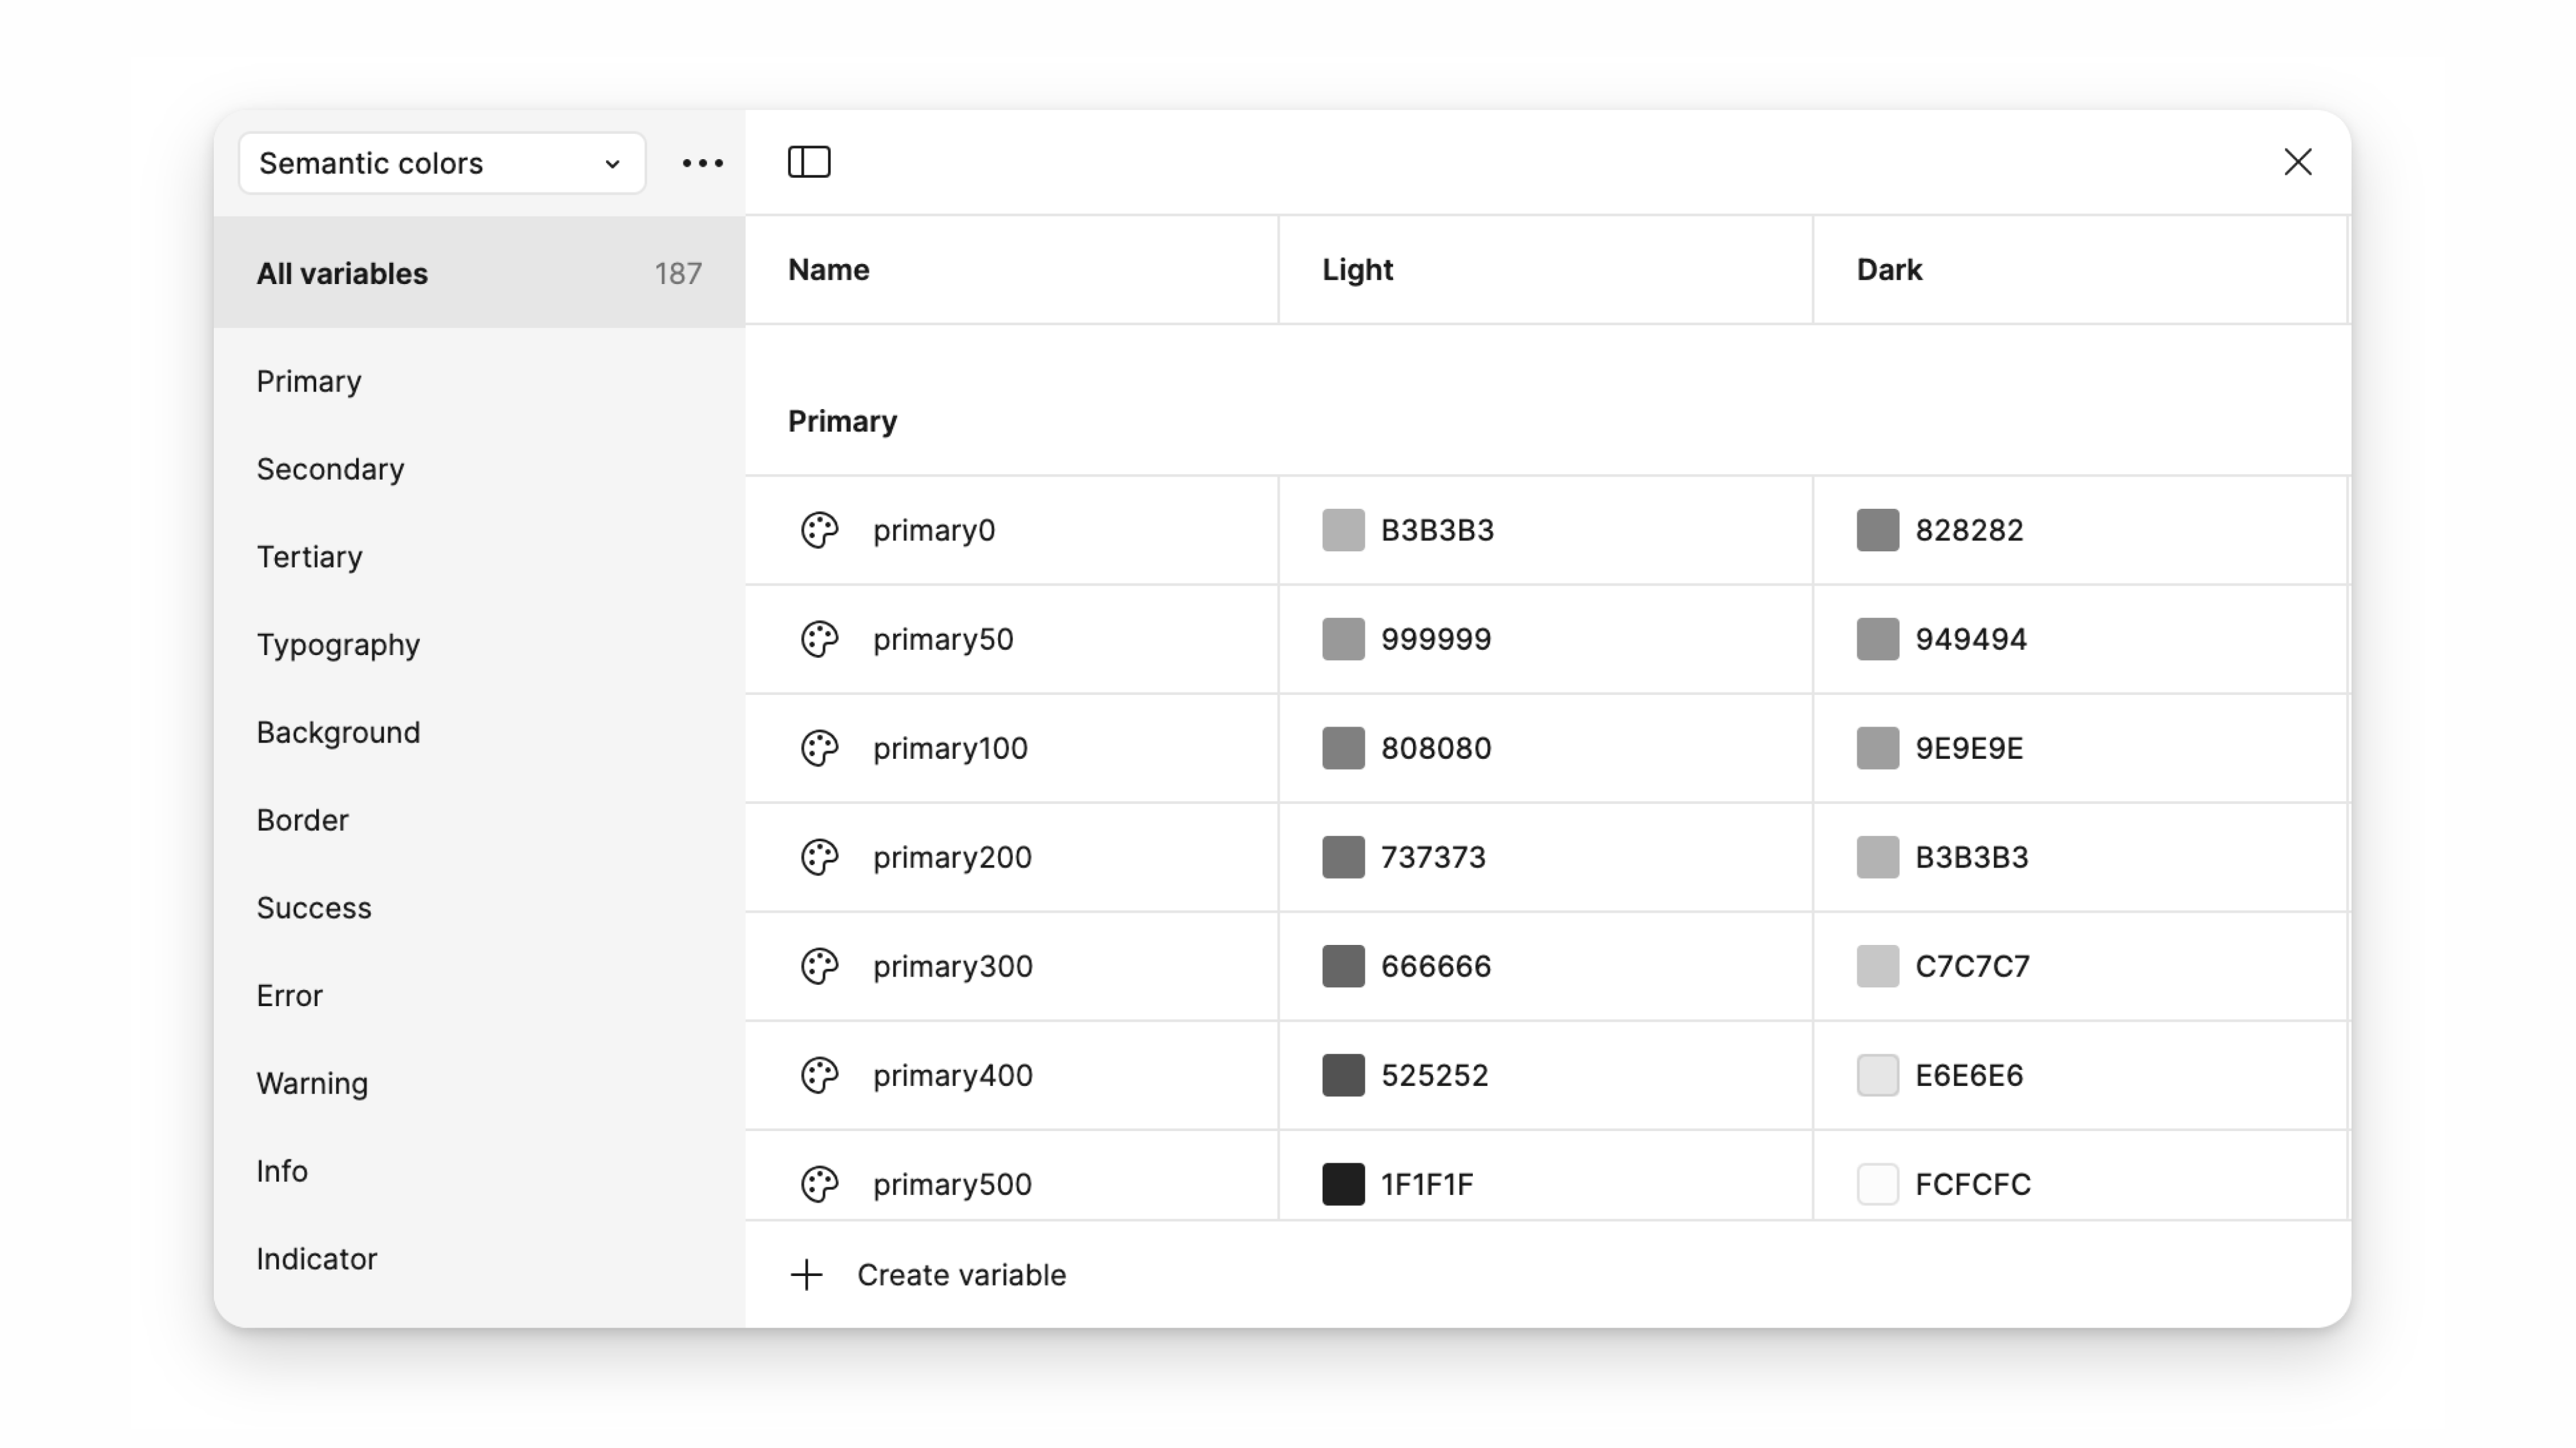 Semantic colors
All variables 187
Primary
Secondary
Tertiary
Typography
Background
Border
Success
Error
Warning
Info
Indicator
Name Light Dark
Primary
primary0 B3B3B3 828282
primary50 999999 949494
primary100 808080 9E9E9E
primary200 737373 B3B3B3
primary300 666666 C7C7C7
primary400 525252 E6E6E6
primary500 1F1F1F FCFCFC
Create variable